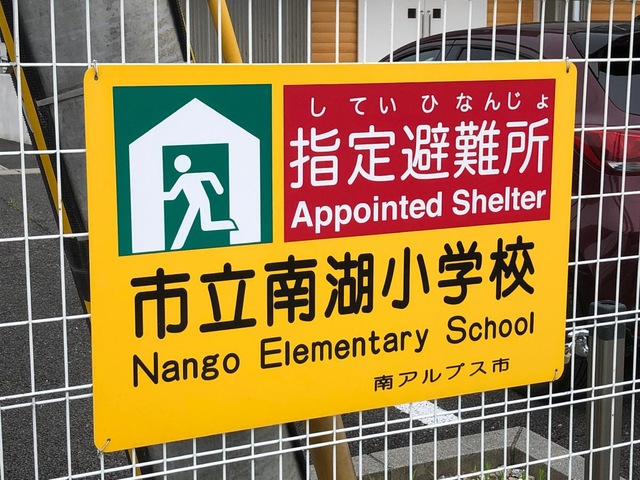 してい ひなんじょ
指定避難所
Appointed Shelter
市立南湖小学校
Nango Elementary School
南アルプス市